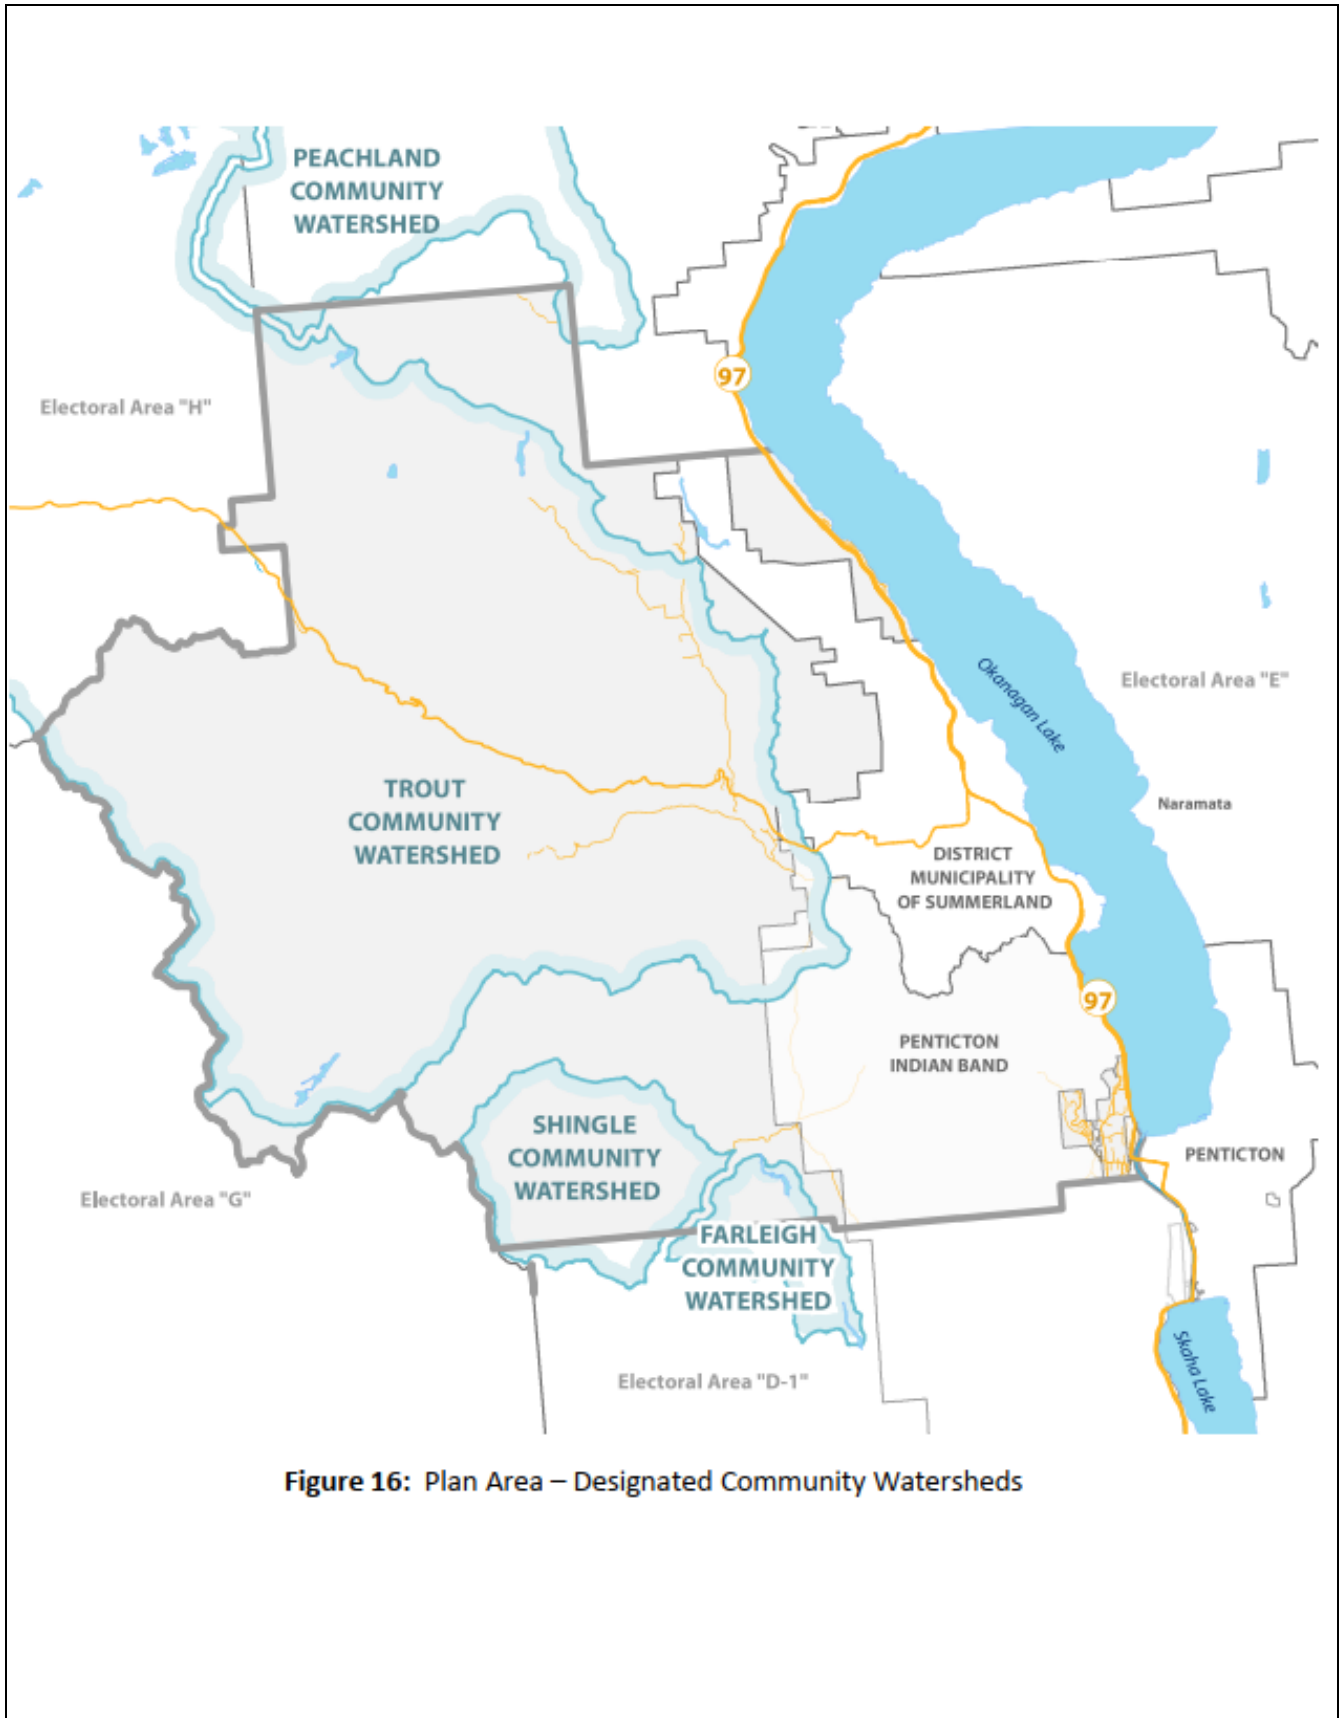 PEACHLAND
COMMUNITY
WATERSHED
97
Electoral Area "H"
Okanagan Lake
Electoral Area "E"
TROUT
COMMUNITY
WATERSHED
Naramata
DISTRICT
MUNICIPALITY
OF SUMMERLAND
97
PENTICTON
INDIAN BAND
SHINGLE
COMMUNITY
WATERSHED
PENTICTON
Electoral Area "G"
FARLEIGH
COMMUNITY
WATERSHED
Skaha Lake
Electoral Area "D-1"
Figure 16: Plan Area – Designated Community Watersheds